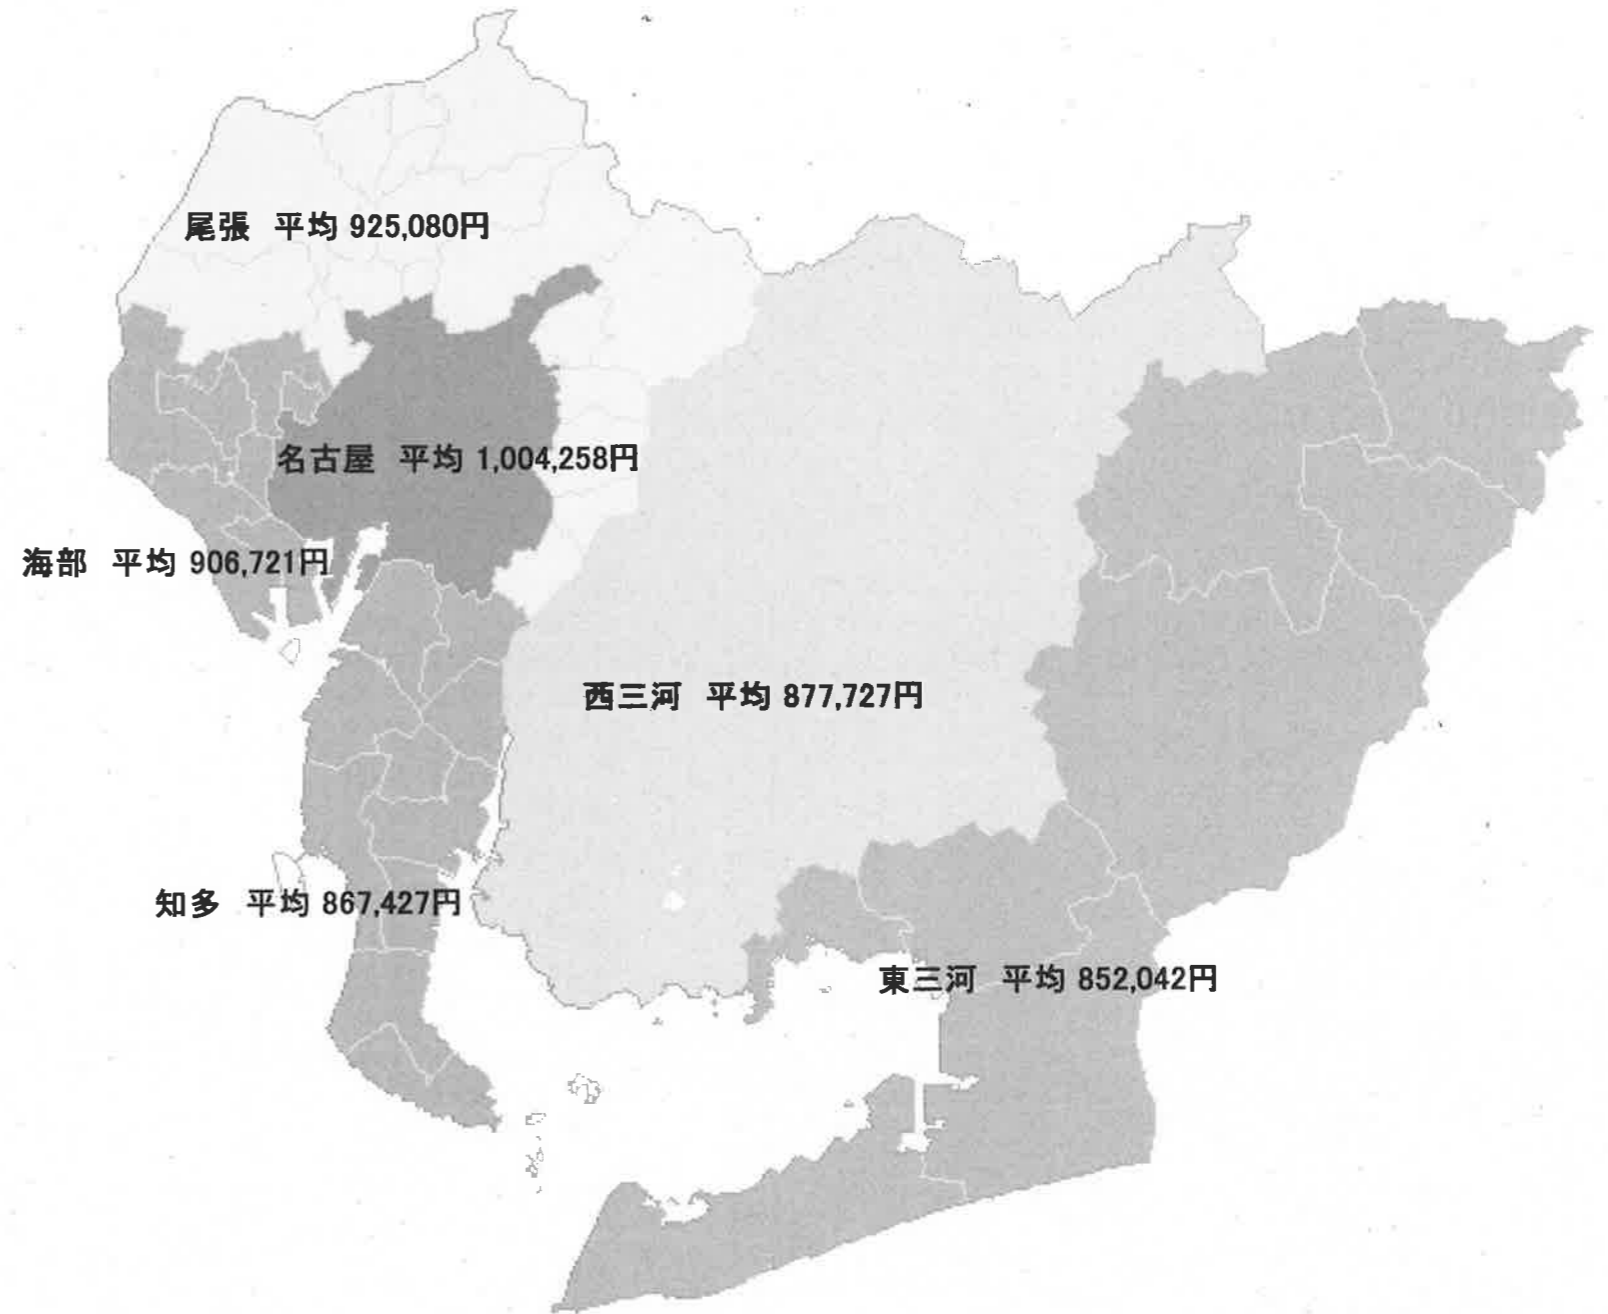 尾張 平均 925,080円
名古屋 平均 1,004,258円
海部 平均 906,721円
西三河 平均 877,727円
知多 平均 867,427円
東三河 平均 852,042円